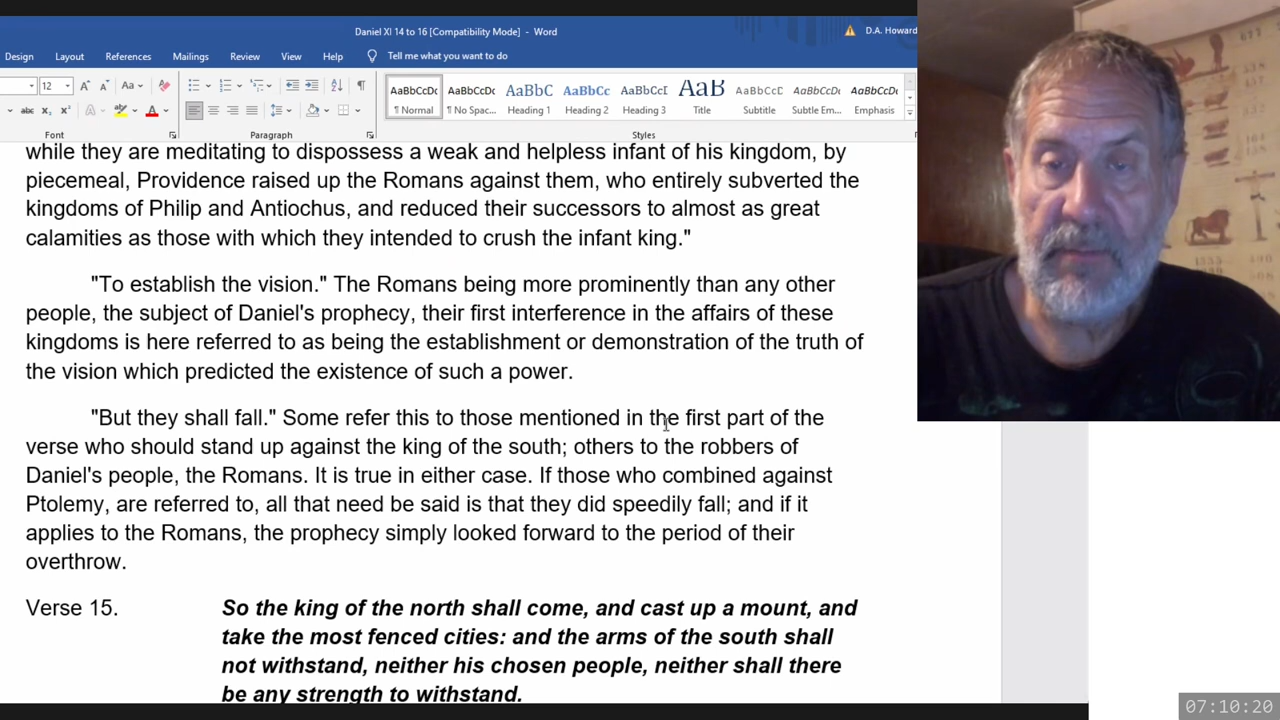 Daniel XI 14 to 16 [Compatibility Mode] - Word
D.A. Howard
Design Layout References Mailings Review View Help Tell me what you want to do
12
AaBbCcDc AaBbCcDc AaBbC AaBbCc AaBbCcD AaB AaBbCcD AaBbCcDc AaBbCcDc
¶ Normal ¶ No Spac... Heading 1 Heading 2 Heading 3 Title Subtitle Subtle Em... Emphasis
Font Paragraph Styles
while they are meditating to dispossess a weak and helpless infant of his kingdom, by
piecemeal, Providence raised up the Romans against them, who entirely subverted the
kingdoms of Philip and Antiochus, and reduced their successors to almost as great
calamities as those with which they intended to crush the infant king."
"To establish the vision." The Romans being more prominently than any other
people, the subject of Daniel's prophecy, their first interference in the affairs of these
kingdoms is here referred to as being the establishment or demonstration of the truth of
the vision which predicted the existence of such a power.
"But they shall fall." Some refer this to those mentioned in the first part of the
verse who should stand up against the king of the south; others to the robbers of
Daniel's people, the Romans. It is true in either case. If those who combined against
Ptolemy, are referred to, all that need be said is that they did speedily fall; and if it
applies to the Romans, the prophecy simply looked forward to the period of their
overthrow.
Verse 15. So the king of the north shall come, and cast up a mount, and
take the most fenced cities: and the arms of the south shall
not withstand, neither his chosen people, neither shall there
be any strength to withstand.
07:10:20